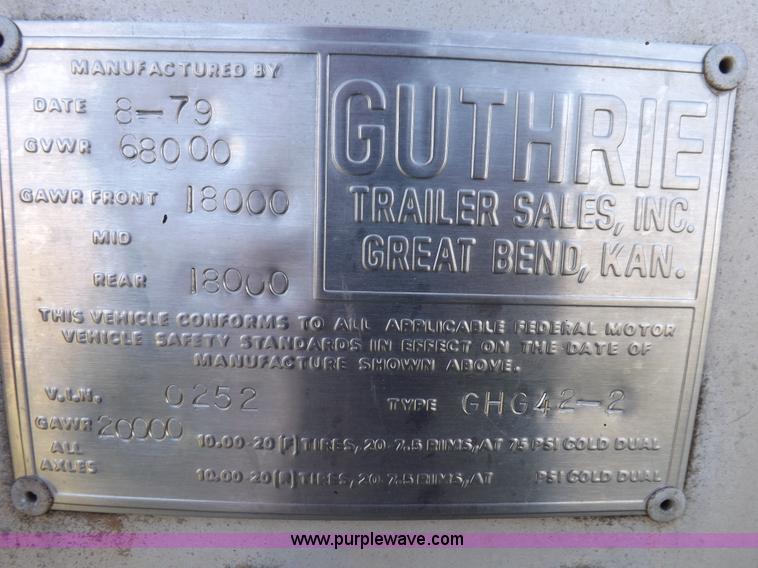 MANUFACTURED BY
DATE 8-79
GVWR 68000
GAWR FRONT 18000
MID
REAR 18000
GUTHRIE
TRAILER SALES, INC.
GREAT BEND, KAN.
THIS VEHICLE CONFORMS TO ALL APPLICABLE FEDERAL MOTOR
VEHICLE SAFETY STANDARDS IN EFFECT ON THE DATE OF
MANUFACTURE SHOWN ABOVE.
V.I.N. 0252 TYPE GHG42-2
GAWR 20000
ALL
AXLES
10.00-20 [F] TIRES, 20-7.5 RIMS, AT 75 PSI COLD DUAL
10.00-20 TIRES, 20-7.5 RIMS, AT PSI COLD DUAL
www.purplewave.com